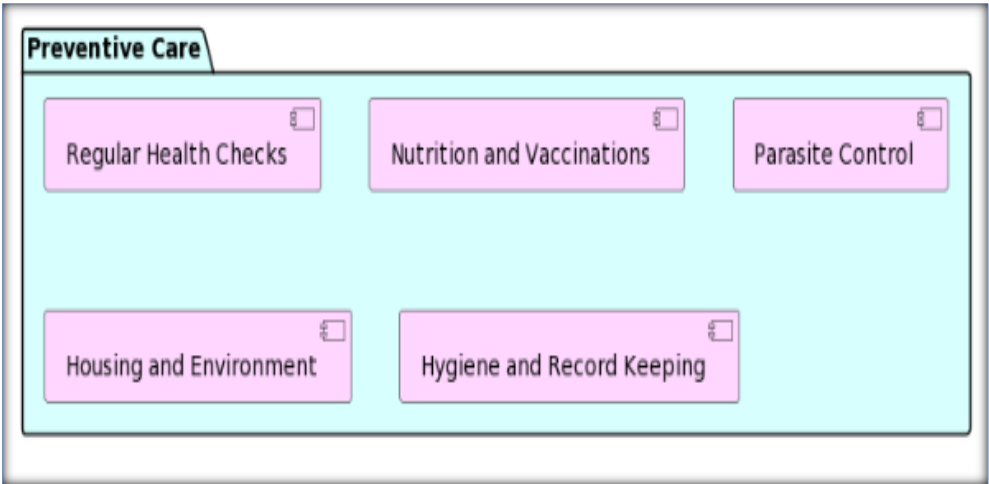 Preventive Care
Regular Health Checks
Nutrition and Vaccinations
Parasite Control
Housing and Environment
Hygiene and Record Keeping